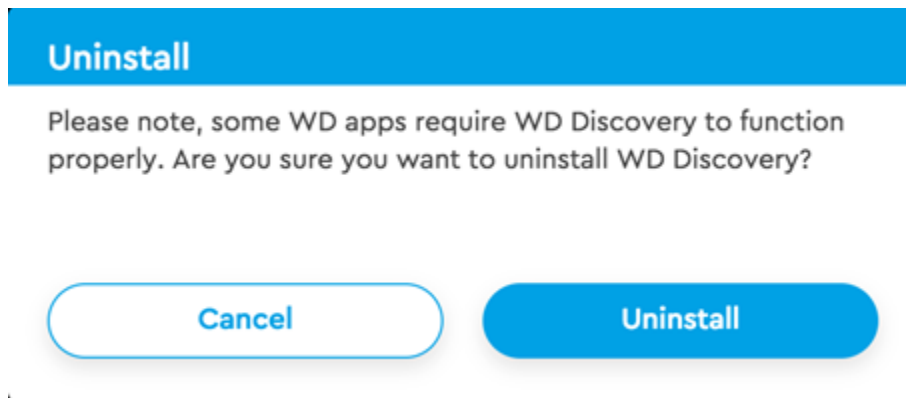 Uninstall
Please note, some WD apps require WD Discovery to function
properly. Are you sure you want to uninstall WD Discovery?
Cancel
Uninstall